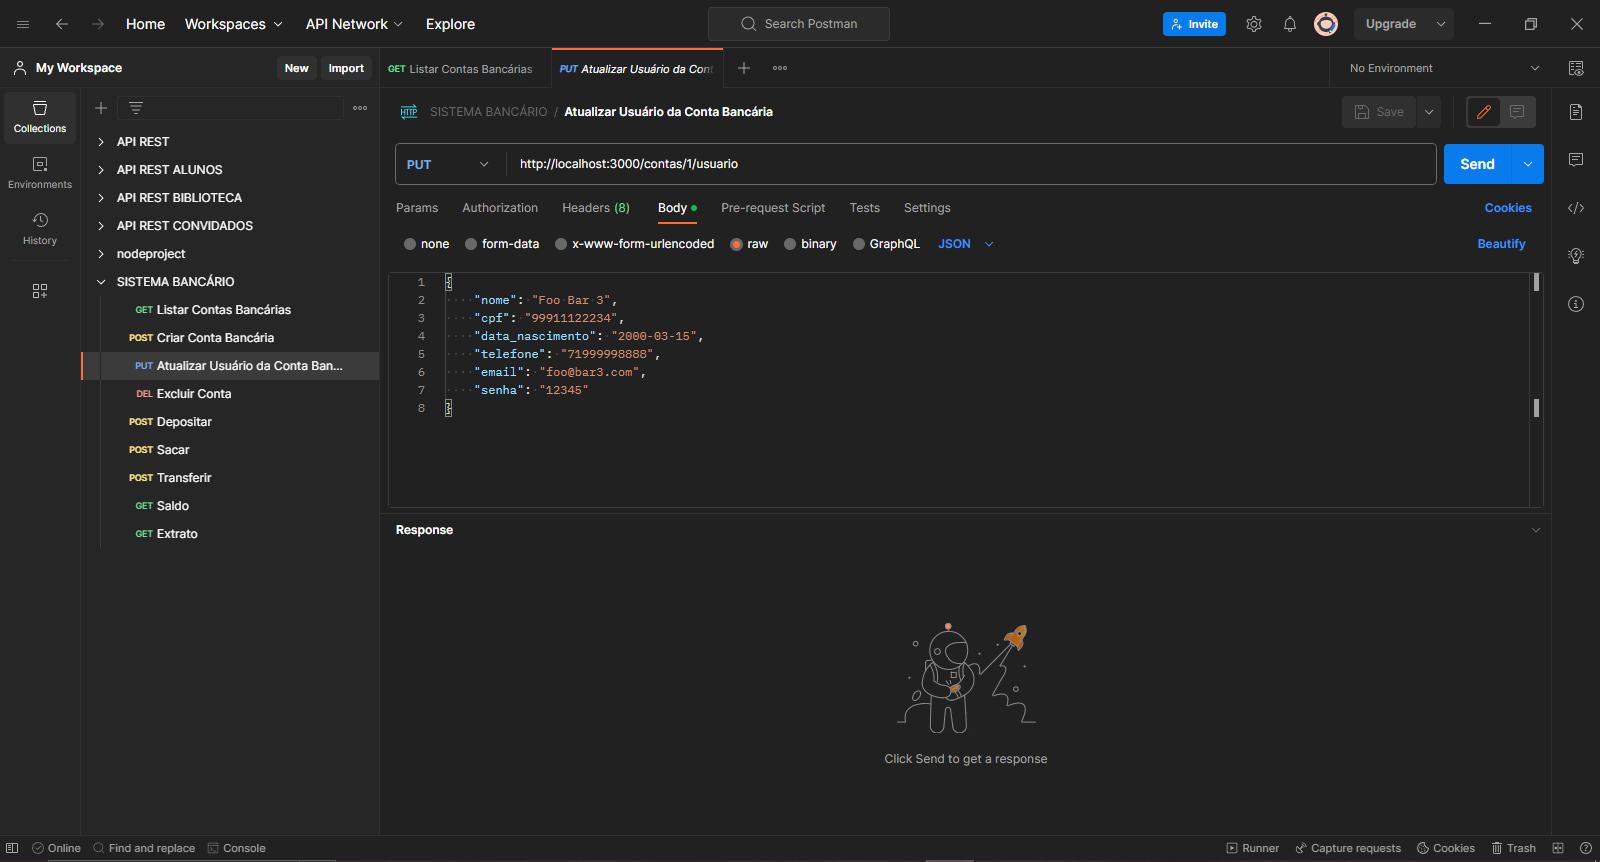 Home
Workspaces
API Network
Explore
Search Postman
Invite
Upgrade
My Workspace
New
Import
GET Listar Contas Bancárias
PUT Atualizar Usuário da Cont
No Environment
Collections
Environments
History
API REST
API REST ALUNOS
API REST BIBLIOTECA
API REST CONVIDADOS
nodeproject
SISTEMA BANCÁRIO
GET Listar Contas Bancárias
POST Criar Conta Bancária
PUT Atualizar Usuário da Conta Ban...
DEL Excluir Conta
POST Depositar
POST Sacar
POST Transferir
GET Saldo
GET Extrato
HTTP SISTEMA BANCÁRIO / Atualizar Usuário da Conta Bancária
Save
PUT
http://localhost:3000/contas/1/usuario
Send
Params
Authorization
Headers (8)
Body
Pre-request Script
Tests
Settings
Cookies
none
form-data
x-www-form-urlencoded
raw
binary
GraphQL
JSON
Beautify
1 {
2 ····"nome":·"Foo·Bar·3",
3 ····"cpf":·"99911122234",
4 ····"data_nascimento":·"2000-03-15",
5 ····"telefone":·"71999998888",
6 ····"email":·"foo@bar3.com",
7 ····"senha":·"12345"
8 }
Response
Click Send to get a response
Online
Find and replace
Console
Runner
Capture requests
Cookies
Trash